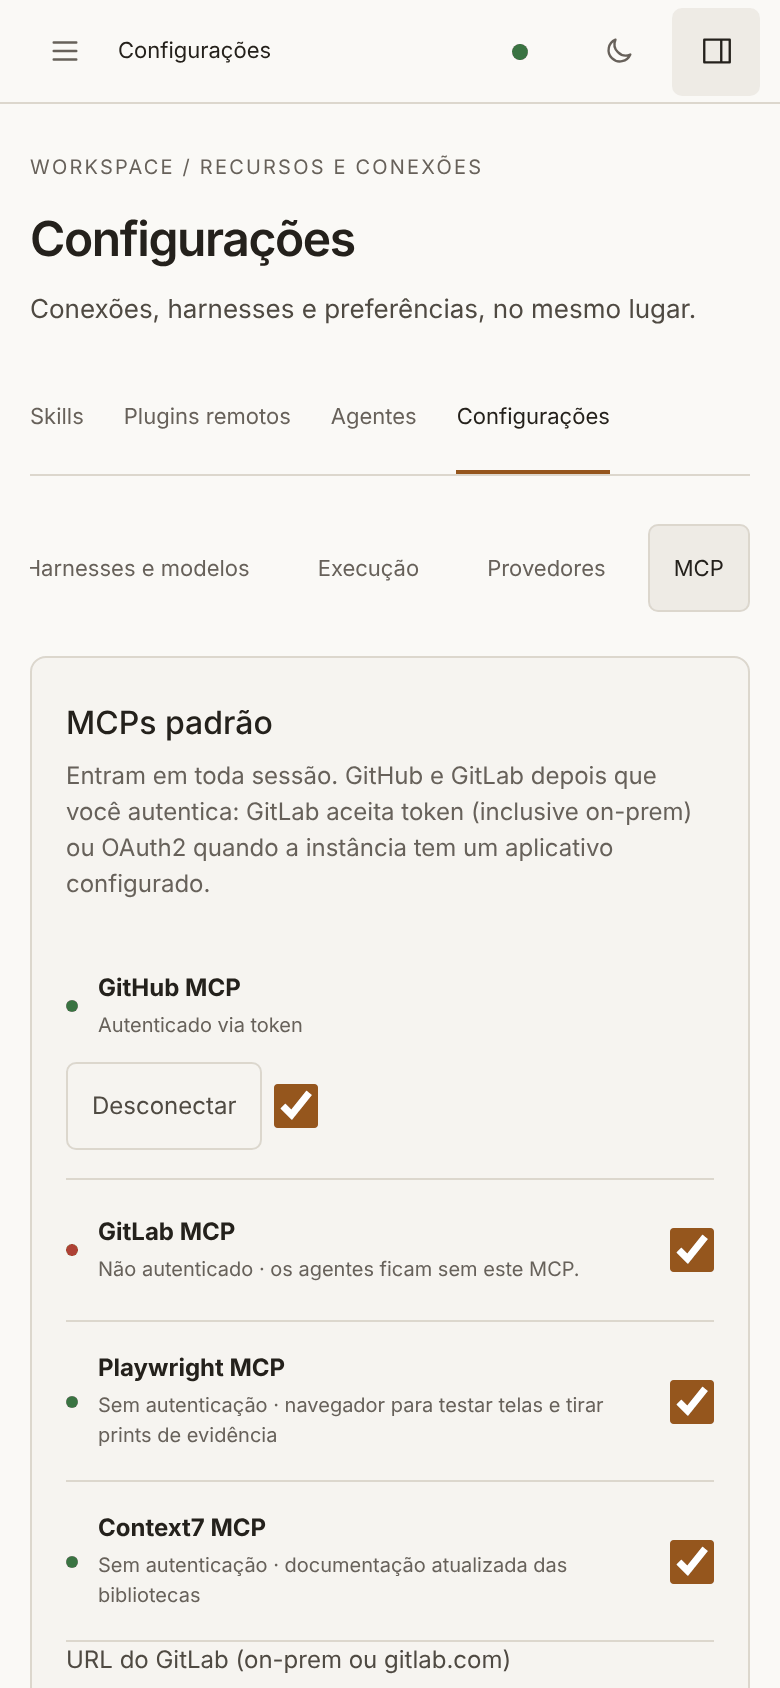 Configurações
WORKSPACE / RECURSOS E CONEXÕES
Configurações
Conexões, harnesses e preferências, no mesmo lugar.
Skills Plugins remotos Agentes Configurações
Harnesses e modelos Execução Provedores MCP
MCPs padrão
Entram em toda sessão. GitHub e GitLab depois que
você autentica: GitLab aceita token (inclusive on-prem)
ou OAuth2 quando a instância tem um aplicativo
configurado.
GitHub MCP
Autenticado via token
Desconectar
GitLab MCP
Não autenticado · os agentes ficam sem este MCP.
Playwright MCP
Sem autenticação · navegador para testar telas e tirar
prints de evidência
Context7 MCP
Sem autenticação · documentação atualizada das
bibliotecas
URL do GitLab (on-prem ou gitlab.com)